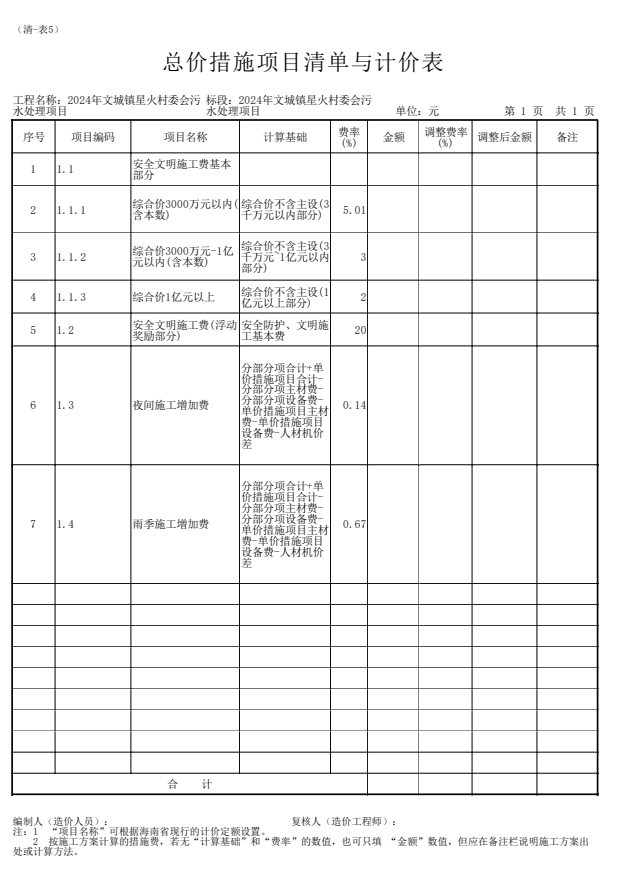 （清-表5）
总价措施项目清单与计价表
工程名称：2024年文城镇星火村委会污 标段：2024年文城镇星火村委会污
水处理项目 水处理项目 单位：元 第 1 页 共 1 页
序号 项目编码 项目名称 计算基础 费率(%) 金额 调整费率(%) 调整后金额 备注
1 1.1 安全文明施工费基本
部分
2 1.1.1 综合价3000万元以内(
含本数) 综合价不含主设(3
千万元以内部分) 5.01
3 1.1.2 综合价3000万元-1亿
元以内(含本数) 综合价不含主设(3
千万元~1亿元以内
部分) 3
4 1.1.3 综合价1亿元以上 综合价不含主设(1
亿元以上部分) 2
5 1.2 安全文明施工费(浮动
奖励部分) 安全防护、文明施
工基本费 20
6 1.3 夜间施工增加费 分部分项合计+单
价措施项目合计-
分部分项主材费-
分部分项设备费-
单价措施项目主材
费-单价措施项目
设备费-人材机价
差 0.14
7 1.4 雨季施工增加费 分部分项合计+单
价措施项目合计-
分部分项主材费-
分部分项设备费-
单价措施项目主材
费-单价措施项目
设备费-人材机价
差 0.67
合 计
编制人（造价人员）： 复核人（造价工程师）：
注：1 “项目名称”可根据海南省现行的计价定额设置。
2 按施工方案计算的措施费，若无“计算基础”和“费率”的数值，也可只填 “金额”数值，但应在备注栏说明施工方案出
处或计算方法。